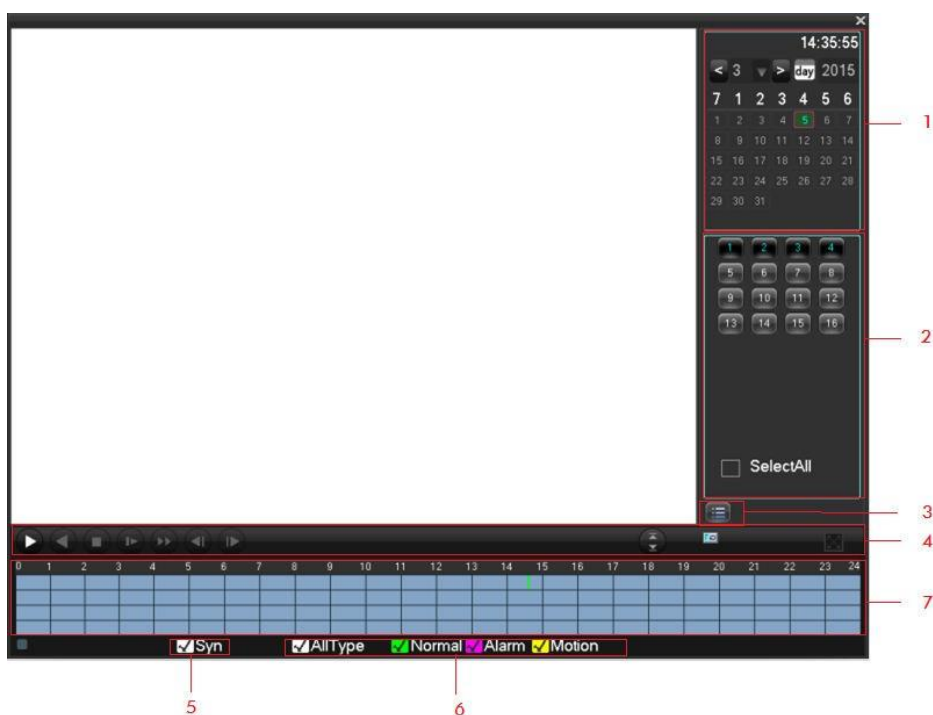 14:35:55
< 3 > day 2015
7 1 2 3 4 5 6
1 2 3 4 5 6 7
8 9 10 11 12 13 14
15 16 17 18 19 20 21
22 23 24 25 26 27 28
29 30 31
1
1 2 3 4
5 6 7 8
9 10 11 12
13 14 15 16
2
SelectAll
3
4
0 1 2 3 4 5 6 7 8 9 10 11 12 13 14 15 16 17 18 19 20 21 22 23 24
7
Syn AllType Normal Alarm Motion
5 6